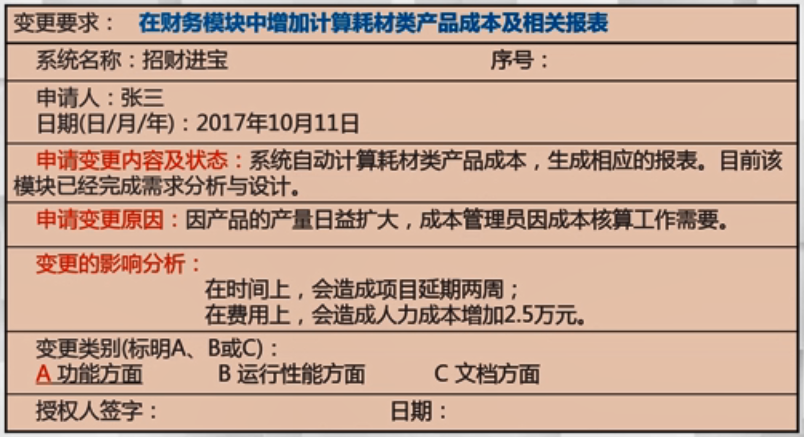 变更要求： 在财务模块中增加计算耗材类产品成本及相关报表
系统名称：招财进宝 序号：
申请人：张三
日期(日/月/年)：2017年10月11日
申请变更内容及状态：系统自动计算耗材类产品成本，生成相应的报表。目前该
模块已经完成需求分析与设计。
申请变更原因：因产品的产量日益扩大，成本管理员因成本核算工作需要。
变更的影响分析：
在时间上，会造成项目延期两周；
在费用上，会造成人力成本增加2.5万元。
变更类别(标明A、B或C)：
A 功能方面 B 运行性能方面 C 文档方面
授权人签字： 日期：